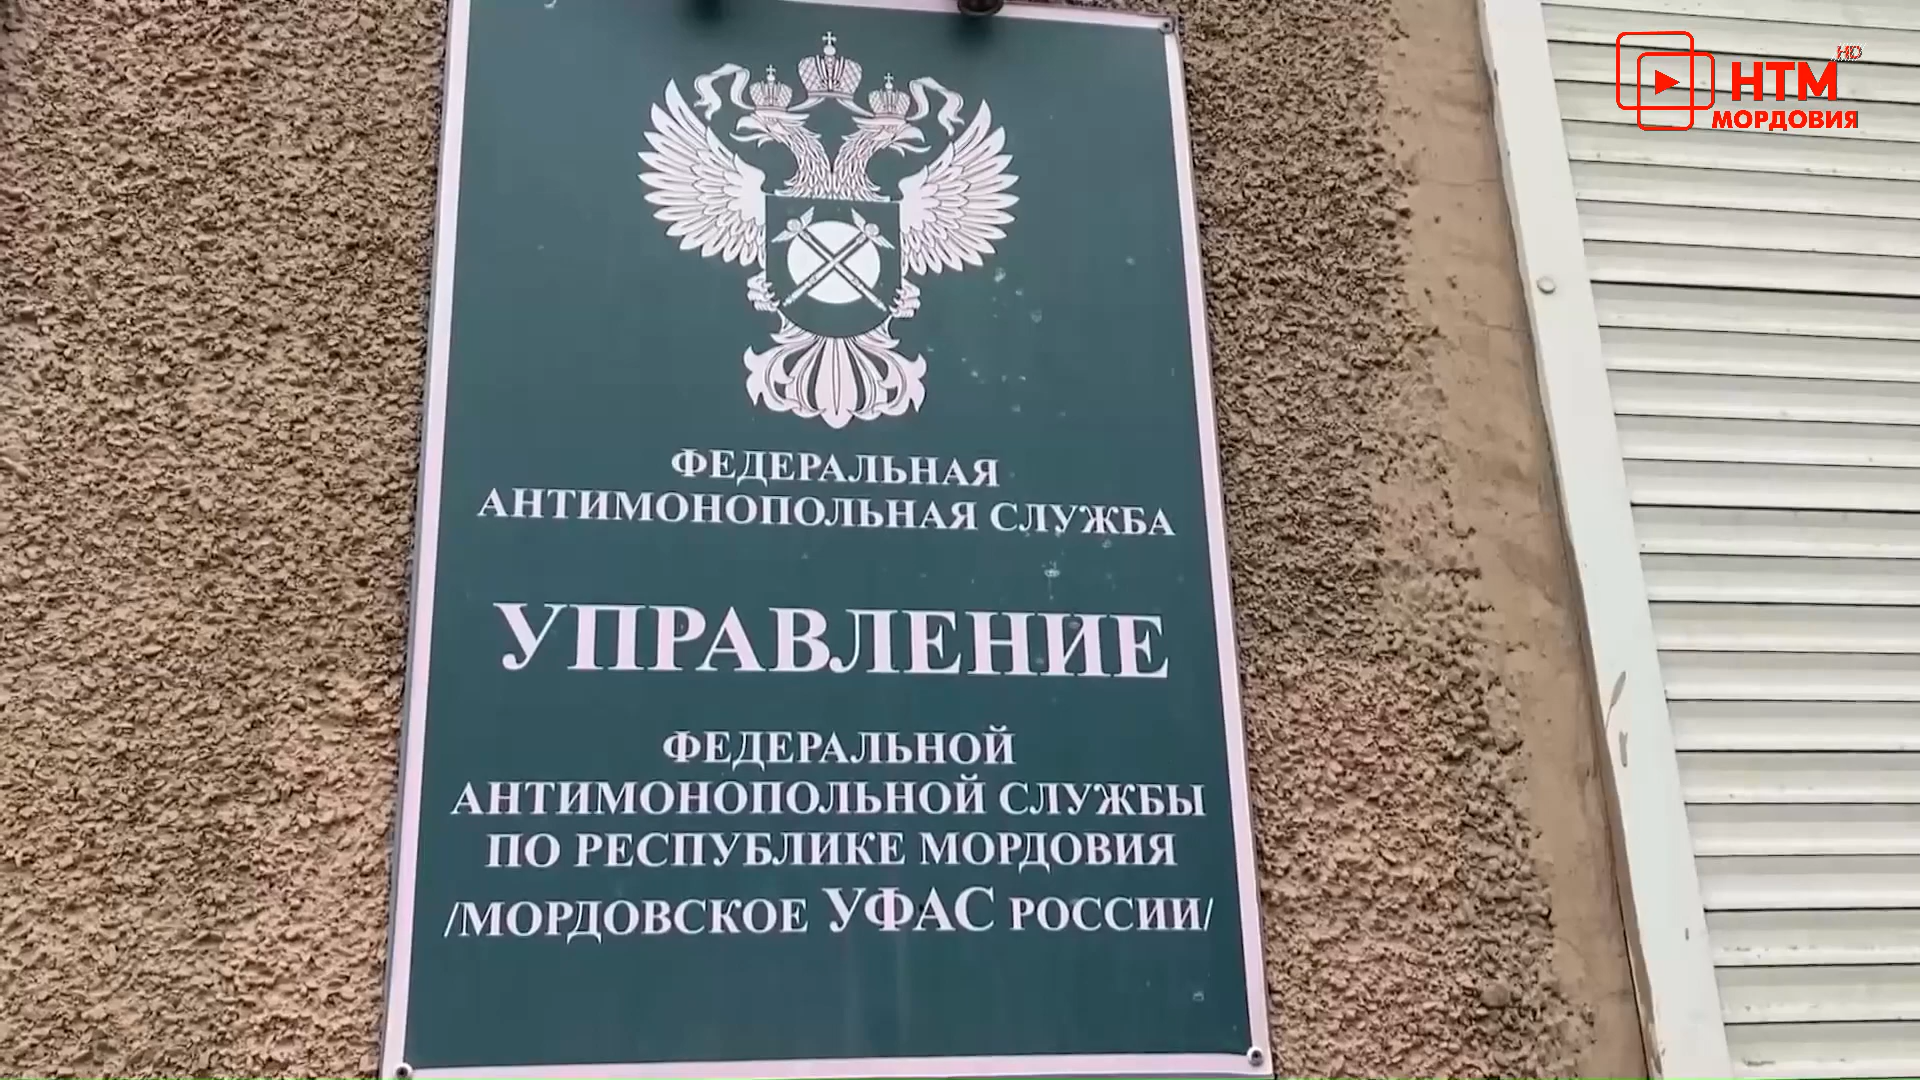 HD
НТМ
МОРДОВИЯ
ФЕДЕРАЛЬНАЯ
АНТИМОНОПОЛЬНАЯ СЛУЖБА
УПРАВЛЕНИЕ
ФЕДЕРАЛЬНОЙ
АНТИМОНОПОЛЬНОЙ СЛУЖБЫ
ПО РЕСПУБЛИКЕ МОРДОВИЯ
/МОРДОВСКОЕ УФАС РОССИИ/